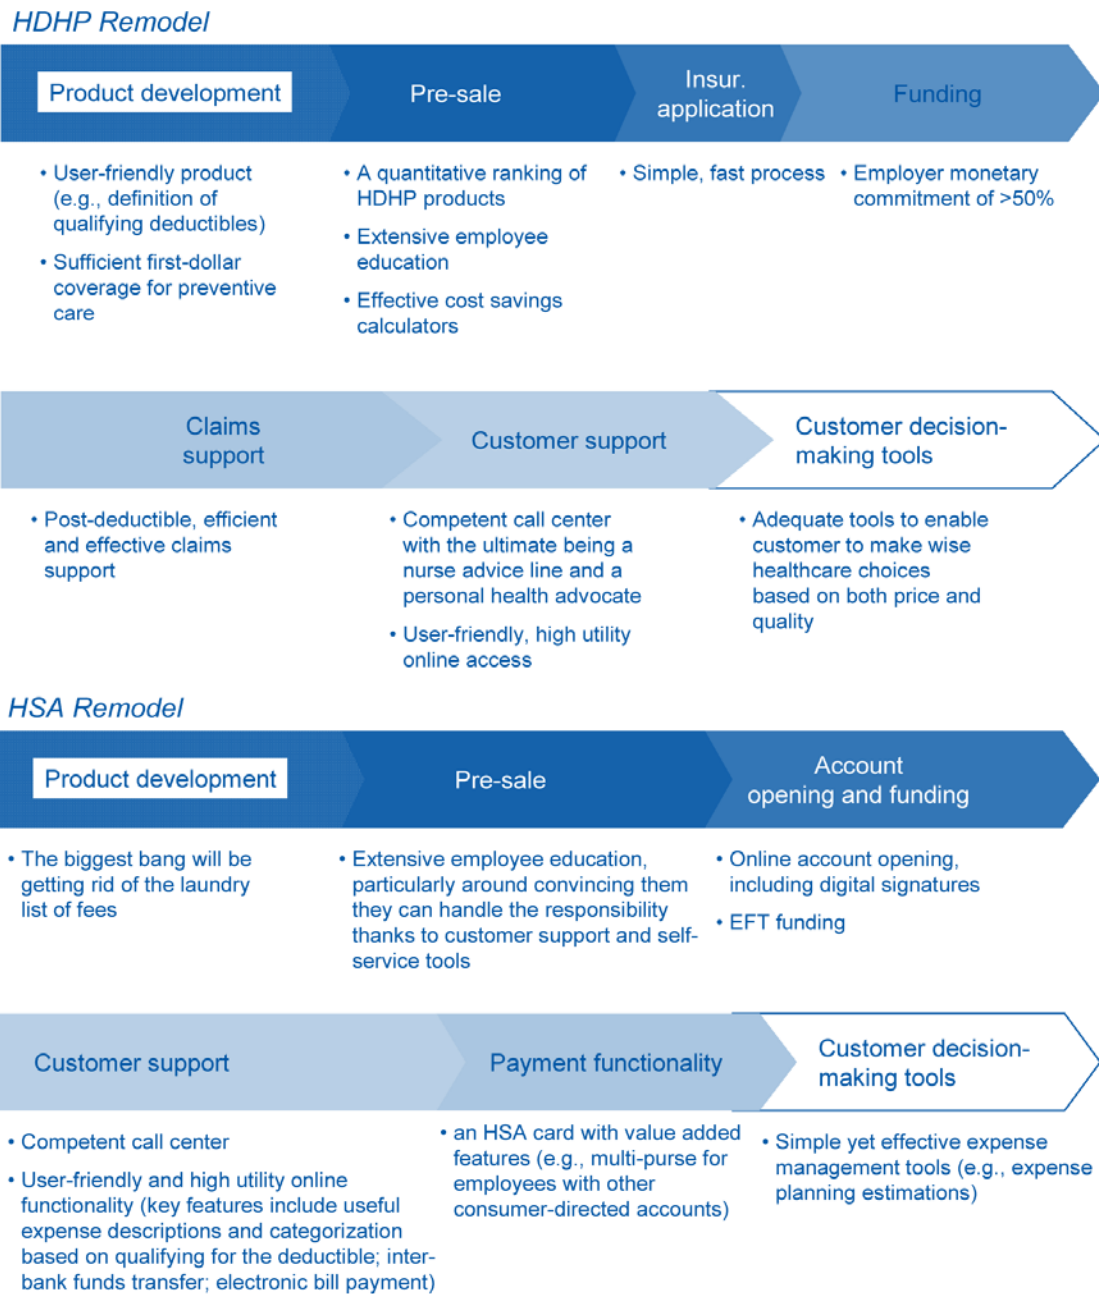 HDHP Remodel
Product development
Pre-sale
Insur.
application
Funding
• User-friendly product
(e.g., definition of
qualifying deductibles)
• Sufficient first-dollar
coverage for preventive
care
• A quantitative ranking of
HDHP products
• Extensive employee
education
• Effective cost savings
calculators
• Simple, fast process
• Employer monetary
commitment of >50%
Claims
support
Customer support
Customer decision-
making tools
• Post-deductible, efficient
and effective claims
support
• Competent call center
with the ultimate being a
nurse advice line and a
personal health advocate
• User-friendly, high utility
online access
• Adequate tools to enable
customer to make wise
healthcare choices
based on both price and
quality
HSA Remodel
Product development
Pre-sale
Account
opening and funding
• The biggest bang will be
getting rid of the laundry
list of fees
• Extensive employee education,
particularly around convincing them
they can handle the responsibility
thanks to customer support and self-
service tools
• Online account opening,
including digital signatures
• EFT funding
Customer support
Payment functionality
Customer decision-
making tools
• Competent call center
• User-friendly and high utility online
functionality (key features include useful
expense descriptions and categorization
based on qualifying for the deductible; inter-
bank funds transfer; electronic bill payment)
• an HSA card with value added
features (e.g., multi-purse for
employees with other
consumer-directed accounts)
• Simple yet effective expense
management tools (e.g., expense
planning estimations)